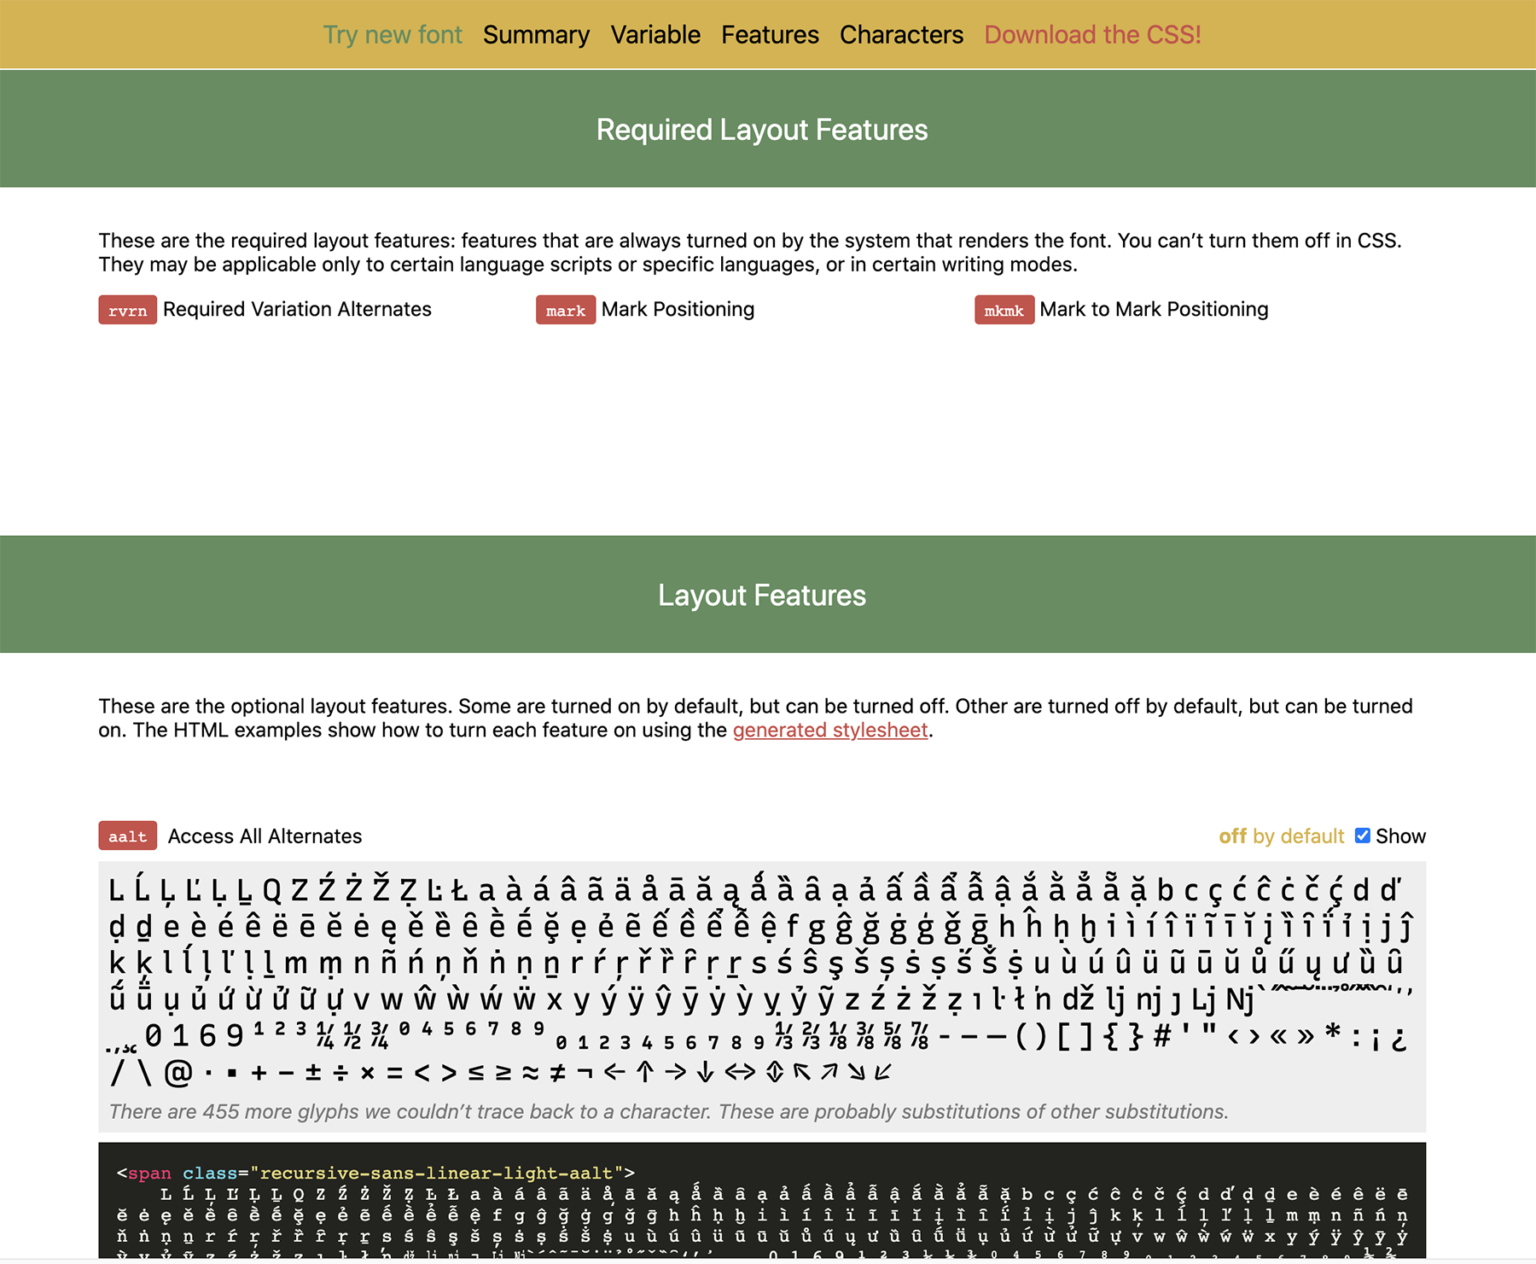 Try new font Summary Variable Features Characters Download the CSS!
Required Layout Features
These are the required layout features: features that are always turned on by the system that renders the font. You can’t turn them off in CSS.
They may be applicable only to certain language scripts or specific languages, or in certain writing modes.
rvrn Required Variation Alternates mark Mark Positioning mkmk Mark to Mark Positioning
Layout Features
These are the optional layout features. Some are turned on by default, but can be turned off. Other are turned off by default, but can be turned
on. The HTML examples show how to turn each feature on using the generated stylesheet.
aalt Access All Alternates off by default Show
L Ĺ Ļ Ľ Ḷ Ḻ Q Z Ź Ż Ž Ẓ Ŀ Ł a à á â ã ä å ā ă ą ǻ ȁ ȃ ạ ả ấ ầ ẩ ẫ ậ ắ ằ ẳ ẵ ặ b c ç ć ĉ ċ č ḉ d ď
ḍ ḏ e è é ê ë ē ĕ ė ę ě ȅ ȇ ḕ ḗ ḝ ẹ ẻ ẽ ế ề ể ễ ệ f g ĝ ğ ġ ģ ǧ ḡ h ĥ ḥ ḫ i ì í î ï ĩ ī ĭ į ȉ ȋ ḯ ỉ ị j ĵ
k ķ l ĺ ļ ľ ḷ ḻ m ṃ n ñ ń ņ ň ṅ ṇ ṉ r ŕ ŗ ř ȑ ȓ ṛ ṟ s ś ŝ ş š ș ṡ ṣ ṥ ṧ ṩ u ù ú û ü ũ ū ŭ ů ű ų ư ȕ ȗ
ṹ ṻ ụ ủ ứ ừ ử ữ ự v w ŵ ẁ ẃ ẅ x y ý ÿ ŷ ȳ ẏ ỳ ỵ ỷ ỹ z ź ż ž ẓ ı ŀ ł ŉ dž lj nj ȷ Lj Nj
0 1 6 9 ¹ ² ³ ¼ ½ ¾ ⁰ ⁴ ⁵ ⁶ ⁷ ⁸ ⁹ ₀ ₁ ₂ ₃ ₄ ₅ ₆ ₇ ₈ ₉ ⅓ ⅔ ⅛ ⅜ ⅝ ⅞ - – — ( ) [ ] { } # ' " ‹ › « » * : ¡ ¿
/ \ @ · ▪ + − ± ÷ × = < > ≤ ≥ ≈ ≠ ¬ ← ↑ → ↓ ↔ ↕ ↖ ↗ ↘ ↙
There are 455 more glyphs we couldn’t trace back to a character. These are probably substitutions of other substitutions.
<span class="recursive-sans-linear-light-aalt">
L Ĺ Ļ Ľ Ḷ Ḻ Q Z Ź Ż Ž Ẓ Ŀ Ł a à á â ã ä å ā ă ą ǻ ȁ ȃ ạ ả ấ ầ ẩ ẫ ậ ắ ằ ẳ ẵ ặ b c ç ć ĉ ċ č ḉ d ď ḍ ḏ e è é ê ë ē
ĕ ė ę ě ȅ ȇ ḕ ḗ ḝ ẹ ẻ ẽ ế ề ể ễ ệ f g ĝ ğ ġ ģ ǧ ḡ h ĥ ḥ ḫ i ì í î ï ĩ ī ĭ į ȉ ȋ ḯ ỉ ị j ĵ k ķ l ĺ ļ ľ ḷ ḻ m ṃ n ñ ń ņ
ň ṅ ṇ ṉ r ŕ ŗ ř ȑ ȓ ṛ ṟ s ś ŝ ş š ș ṡ ṣ ṥ ṧ ṩ u ù ú û ü ũ ū ŭ ů ű ų ư ȕ ȗ ṹ ṻ ụ ủ ứ ừ ử ữ ự v w ŵ ẁ ẃ ẅ x y ý ÿ ŷ ȳ ẏ